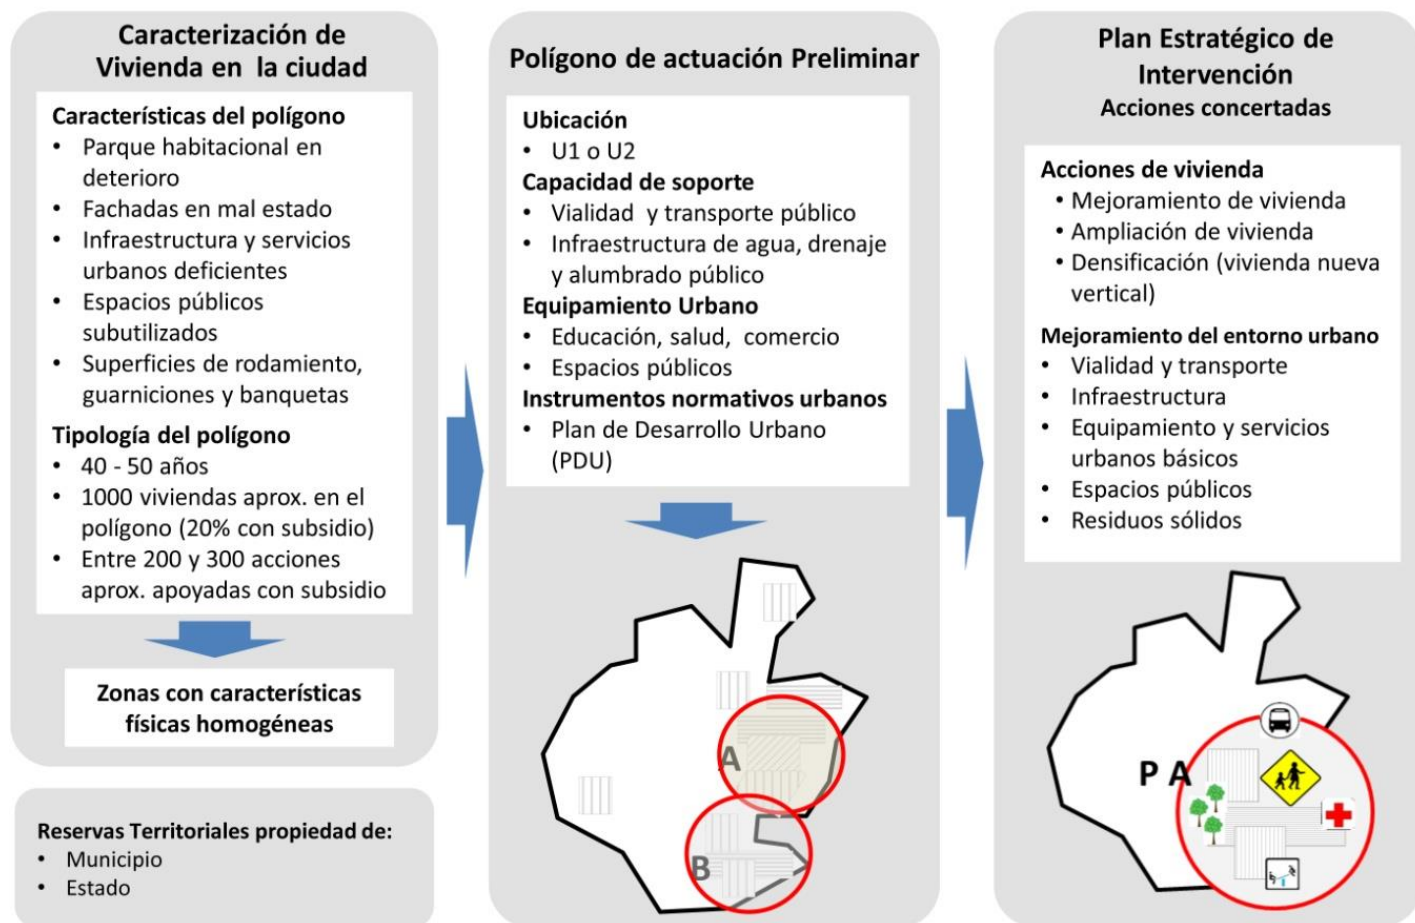 Caracterización de
Vivienda en la ciudad
Características del polígono
• Parque habitacional en
deterioro
• Fachadas en mal estado
• Infraestructura y servicios
urbanos deficientes
• Espacios públicos
subutilizados
• Superficies de rodamiento,
guarniciones y banquetas
Tipología del polígono
• 40 - 50 años
• 1000 viviendas aprox. en el
polígono (20% con subsidio)
• Entre 200 y 300 acciones
aprox. apoyadas con subsidio
Zonas con características
físicas homogéneas
Reservas Territoriales propiedad de:
• Municipio
• Estado
Polígono de actuación Preliminar
Ubicación
• U1 o U2
Capacidad de soporte
• Vialidad y transporte público
• Infraestructura de agua, drenaje
y alumbrado público
Equipamiento Urbano
• Educación, salud, comercio
• Espacios públicos
Instrumentos normativos urbanos
• Plan de Desarrollo Urbano
(PDU)
A
B
Plan Estratégico de
Intervención
Acciones concertadas
Acciones de vivienda
• Mejoramiento de vivienda
• Ampliación de vivienda
• Densificación (vivienda nueva
vertical)
Mejoramiento del entorno urbano
• Vialidad y transporte
• Infraestructura
• Equipamiento y servicios
urbanos básicos
• Espacios públicos
• Residuos sólidos
P A